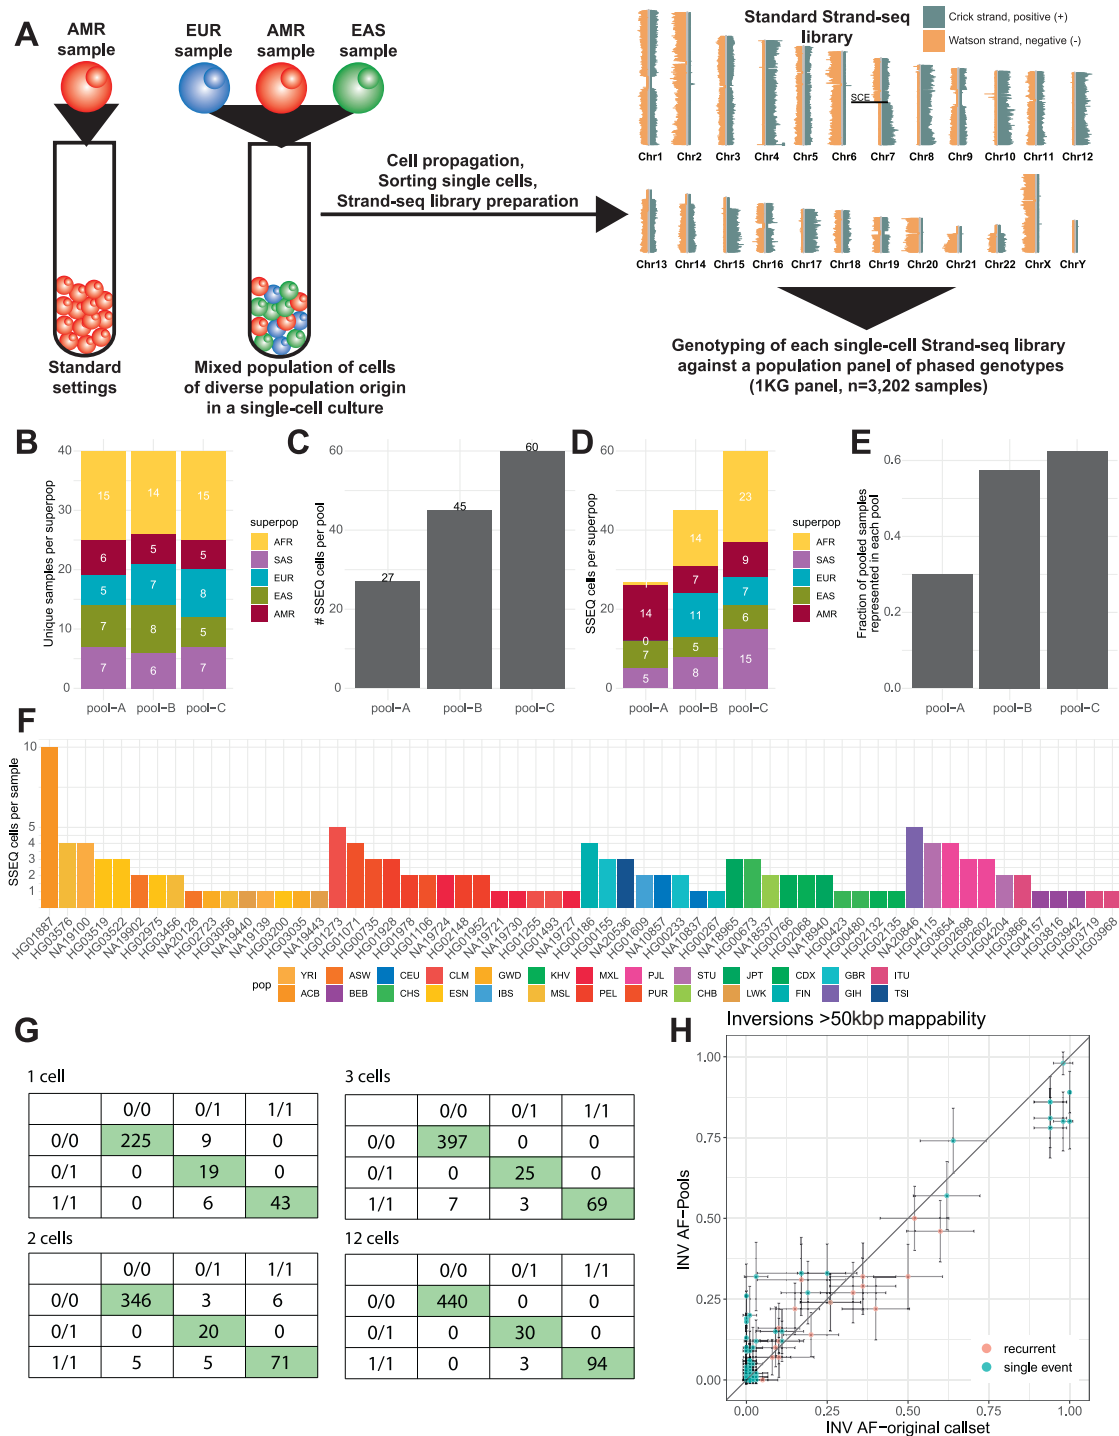 A
AMR
sample
EUR
sample
AMR
sample
EAS
sample
Standard
settings
Mixed population of cells
of diverse population origin
in a single-cell culture
Cell propagation,
Sorting single cells,
Strand-seq library preparation
Standard Strand-seq
library
Crick strand, positive (+)
Watson strand, negative (-)
SCE
Chr1 Chr2 Chr3 Chr4 Chr5 Chr6 Chr7 Chr8 Chr9 Chr10 Chr11 Chr12
Chr13 Chr14 Chr15 Chr16 Chr17 Chr18 Chr19 Chr20 Chr21 Chr22 ChrX ChrY
Genotyping of each single-cell Strand-seq library
against a population panel of phased genotypes
(1KG panel, n=3,202 samples)
B
Unique samples per superpop
40
30
20
10
0
15 14 15
6 5 5
5 7 8
7 8 5
7 6 7
pool-A pool-B pool-C
superpop
AFR
SAS
EUR
EAS
AMR
C
# SSEQ cells per pool
60
40
20
0
27 45 60
pool-A pool-B pool-C
D
SSEQ cells per superpop
60
40
20
0
1 14 23
14 7 9
0 11 7
7 5 6
5 8 15
pool-A pool-B pool-C
superpop
AFR
SAS
EUR
EAS
AMR
E
Fraction of pooled samples
represented in each pool
0.6
0.4
0.2
0.0
pool-A pool-B pool-C
F
SSEQ cells per sample
10
5
4
3
2
1
HG01887 HG03576 NA19100 HG03519 HG03522 NA19902 HG02975 HG03456 NA20128 HG02723 HG03056 NA19440 NA19139 HG03200 HG03035 NA19443 HG01273 HG01071 HG00735 HG01928 HG01978 HG01106 NA19724 HG02148 HG01952 NA19721 NA19730 HG01255 HG01493 NA19727 HG00186 HG00155 NA20536 HG01609 NA10857 HG00233 NA18837 HG00267 NA18965 HG00673 NA18537 HG00766 HG02068 NA18940 HG00423 HG00480 HG02132 HG02135 NA20846 HG04115 HG03654 HG02698 HG02602 HG04204 HG03866 HG04157 HG03816 HG03942 HG03719 HG03968
pop
YRI ASW CEU CLM GWD KHV MXL PJL STU JPT CDX GBR ITU
ACB BEB CHS ESN IBS MSL PEL PUR CHB LWK FIN GIH TSI
G
1 cell
0/0 0/1 1/1
0/0 225 9 0
0/1 0 19 0
1/1 0 6 43
3 cells
0/0 0/1 1/1
0/0 397 0 0
0/1 0 25 0
1/1 7 3 69
2 cells
0/0 0/1 1/1
0/0 346 3 6
0/1 0 20 0
1/1 5 5 71
12 cells
0/0 0/1 1/1
0/0 440 0 0
0/1 0 30 0
1/1 0 3 94
H
Inversions >50kbp mappability
INV AF-Pools
1.00
0.75
0.50
0.25
0.00
0.00 0.25 0.50 0.75 1.00
INV AF-original callset
recurrent
single event